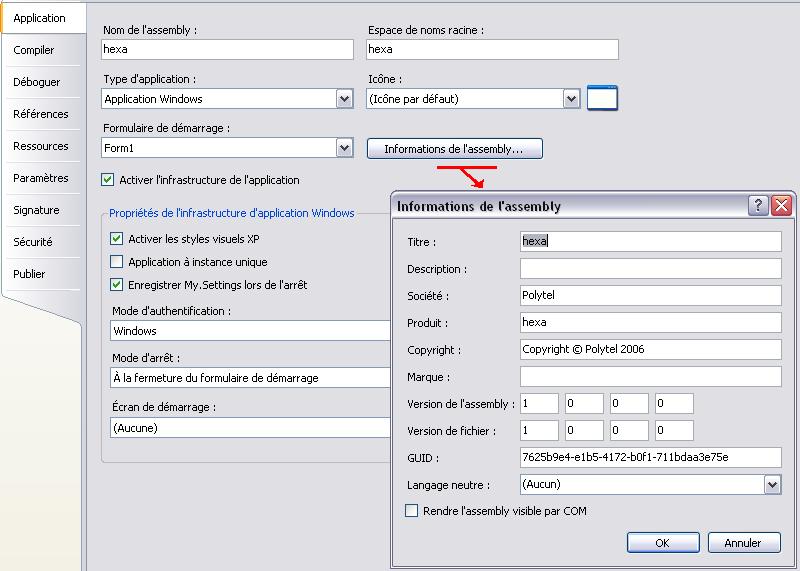 Application
Compiler
Déboguer
Références
Ressources
Paramètres
Signature
Sécurité
Publier
Nom de l'assembly :
hexa
Espace de noms racine :
hexa
Type d'application :
Application Windows
Icône :
(Icône par défaut)
Formulaire de démarrage :
Form1
Informations de l'assembly...
Activer l'infrastructure de l'application
Propriétés de l'infrastructure d'application Windows
Activer les styles visuels XP
Application à instance unique
Enregistrer My.Settings lors de l'arrêt
Mode d'authentification :
Windows
Mode d'arrêt :
À la fermeture du formulaire de démarrage
Écran de démarrage :
(Aucune)
Informations de l'assembly
Titre : hexa
Description :
Société : Polytel
Produit : hexa
Copyright : Copyright © Polytel 2006
Marque :
Version de l'assembly : 1 0 0 0
Version de fichier : 1 0 0 0
GUID : 7625b9e4-e1b5-4172-b0f1-711bdaa3e75e
Langage neutre : (Aucun)
Rendre l'assembly visible par COM
OK Annuler